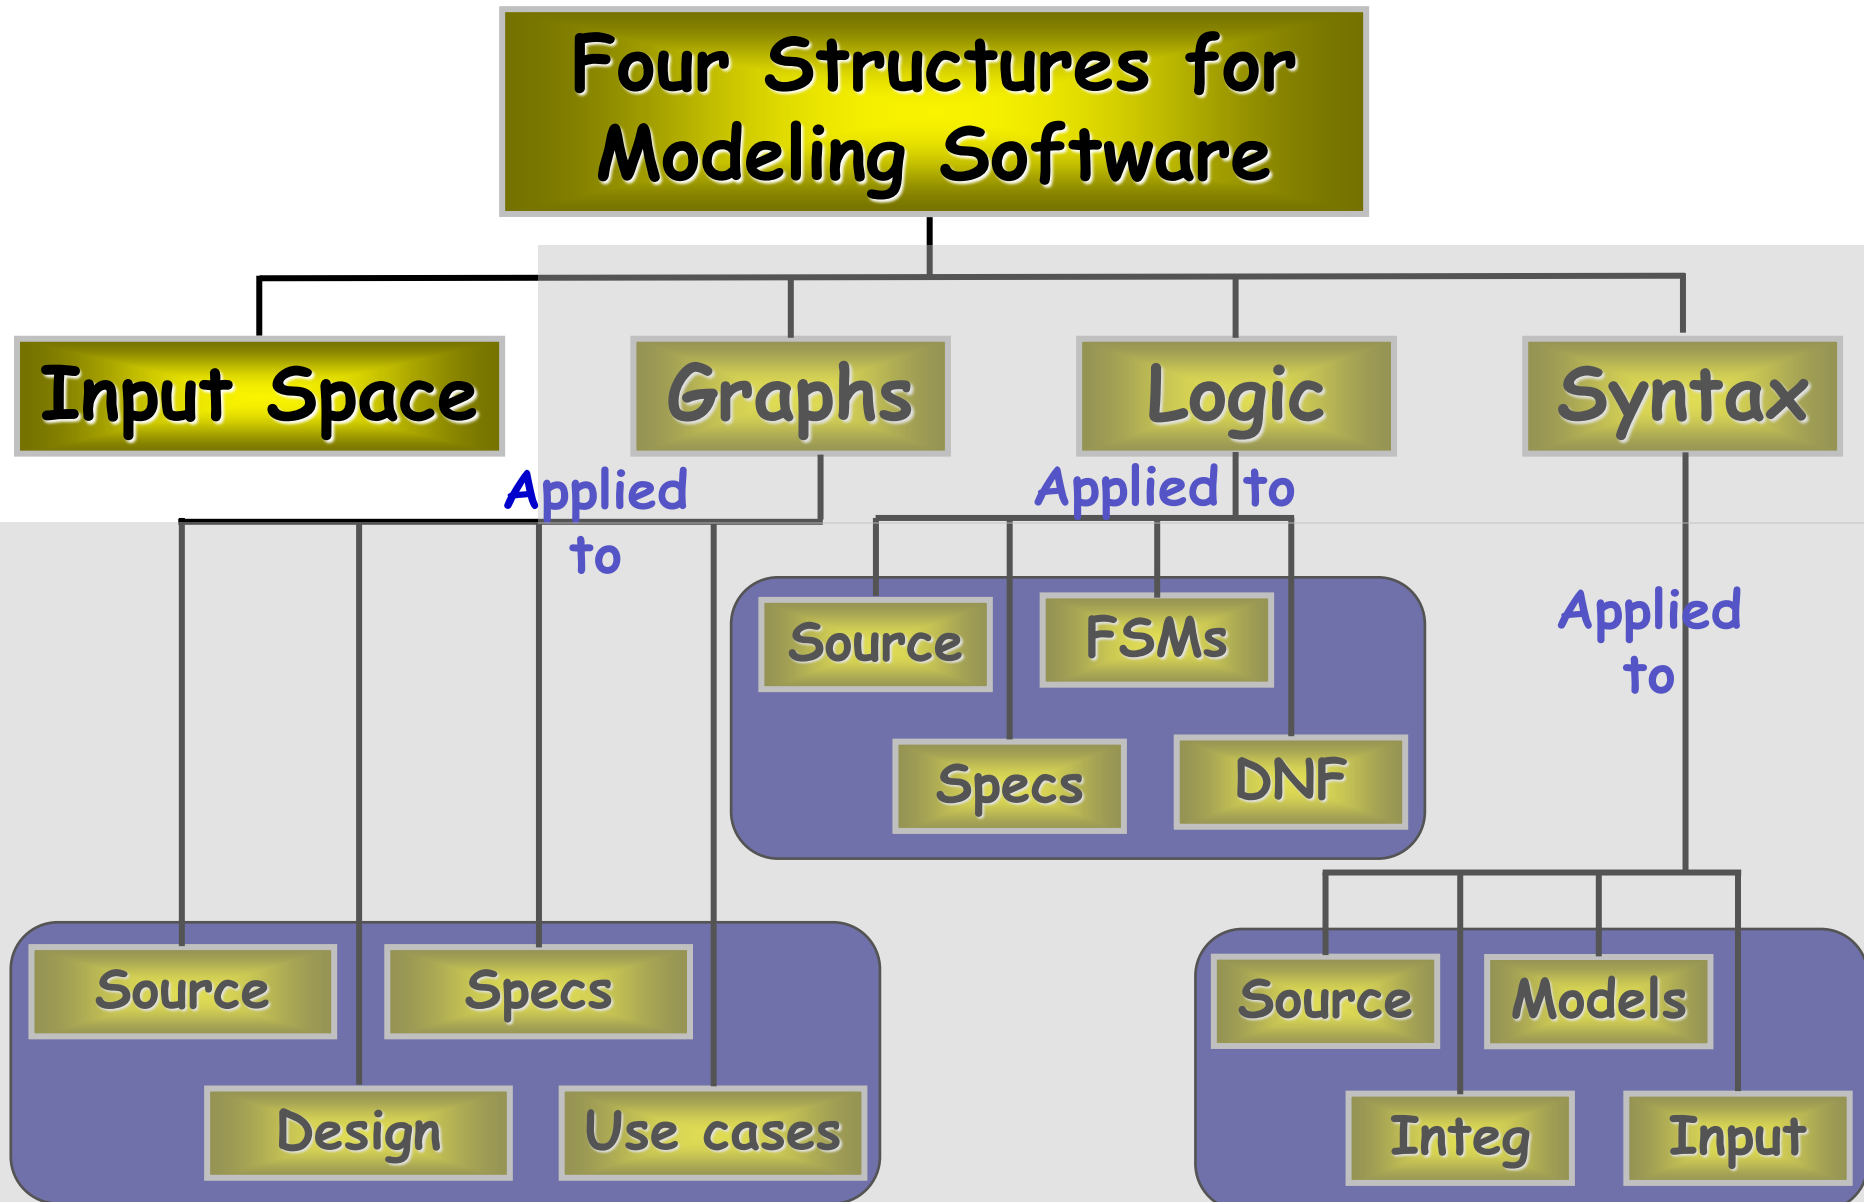 Four Structures for
Modeling Software
Input Space
Graphs
Logic
Syntax
Applied
to
Applied to
Applied
to
Source
FSMs
Specs
DNF
Source
Specs
Design
Use cases
Source
Models
Integ
Input